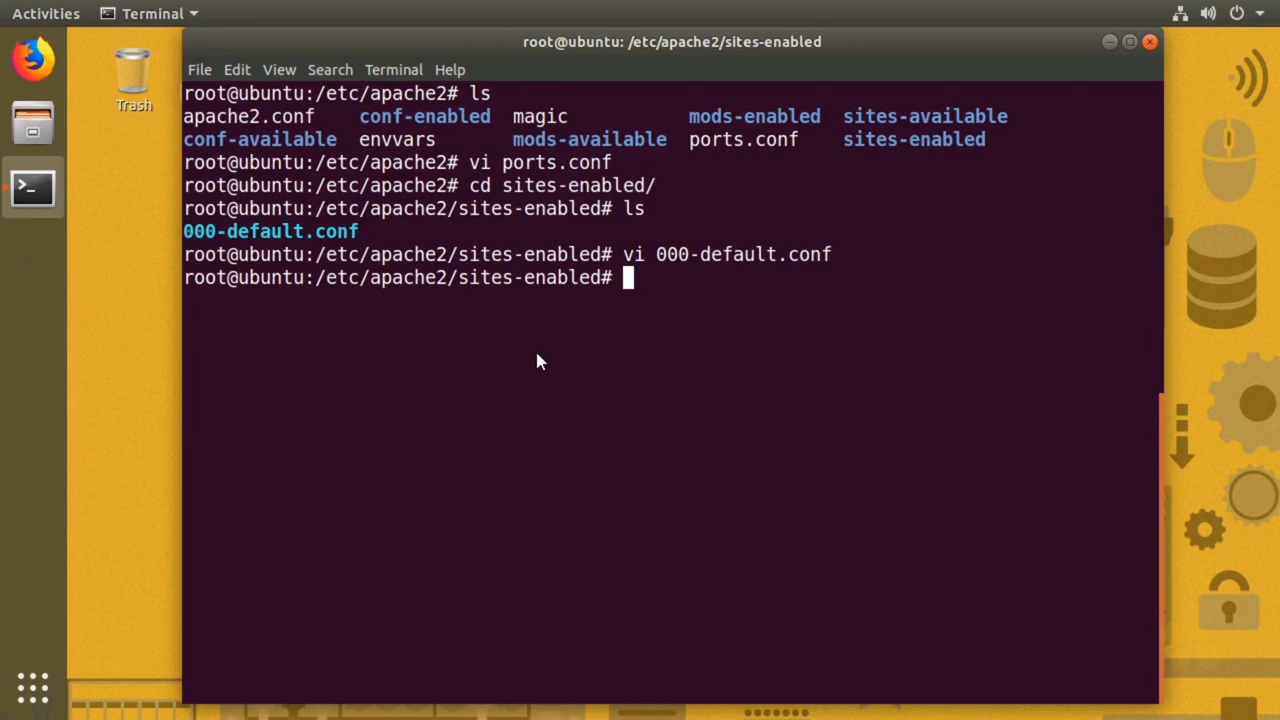 Activities Terminal
root@ubuntu: /etc/apache2/sites-enabled
File Edit View Search Terminal Help
Trash
root@ubuntu:/etc/apache2# ls
apache2.conf conf-enabled magic mods-enabled sites-available
conf-available envvars mods-available ports.conf sites-enabled
root@ubuntu:/etc/apache2# vi ports.conf
root@ubuntu:/etc/apache2# cd sites-enabled/
root@ubuntu:/etc/apache2/sites-enabled# ls
000-default.conf
root@ubuntu:/etc/apache2/sites-enabled# vi 000-default.conf
root@ubuntu:/etc/apache2/sites-enabled#